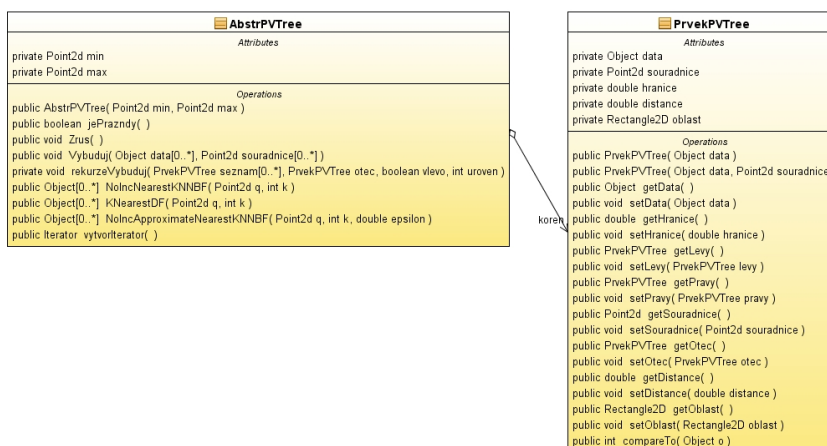 AbstrPVTree
Attributes
private Point2d min
private Point2d max
Operations
public AbstrPVTree( Point2d min, Point2d max )
public boolean jePrazndy( )
public void Zrus( )
public void Vybuduj( Object data[0..*], Point2d souradnice[0..*] )
private void rekurzeVybuduj( PrvekPVTree seznam[0..*], PrvekPVTree otec, boolean vlevo, int uroven )
public Object[0..*] NoIncNearestKNNBF( Point2d q, int k )
public Object[0..*] KNearestDF( Point2d q, int k )
public Object[0..*] NoIncApproximateNearestKNNBF( Point2d q, int k, double epsilon )
public Iterator vytvorIterator( )
koren
PrvekPVTree
Attributes
private Object data
private Point2d souradnice
private double hranice
private double distance
private Rectangle2D oblast
Operations
public PrvekPVTree( Object data )
public PrvekPVTree( Object data, Point2d souradnice
public Object getData( )
public void setData( Object data )
public double getHranice( )
public void setHranice( double hranice )
public PrvekPVTree getLevy( )
public void setLevy( PrvekPVTree levy )
public PrvekPVTree getPravy( )
public void setPravy( PrvekPVTree pravy )
public Point2d getSouradnice( )
public void setSouradnice( Point2d souradnice )
public PrvekPVTree getOtec( )
public void setOtec( PrvekPVTree otec )
public double getDistance( )
public void setDistance( double distance )
public Rectangle2D getOblast( )
public void setOblast( Rectangle2D oblast )
public int compareTo( Object o )